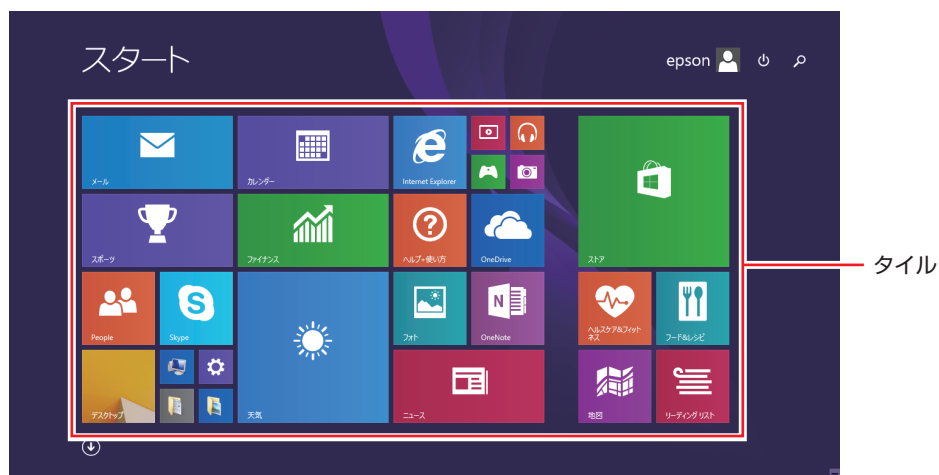 スタート
epson
メール
カレンダー
Internet Explorer
スポーツ
ファイナンス
ヘルプ+使い方
OneDrive
ストア
タイル
People
Skype
フォト
OneNote
ヘルスケア&フィット
ネス
フード&レシピ
デスクトップ
天気
ニュース
地図
リーディング リスト